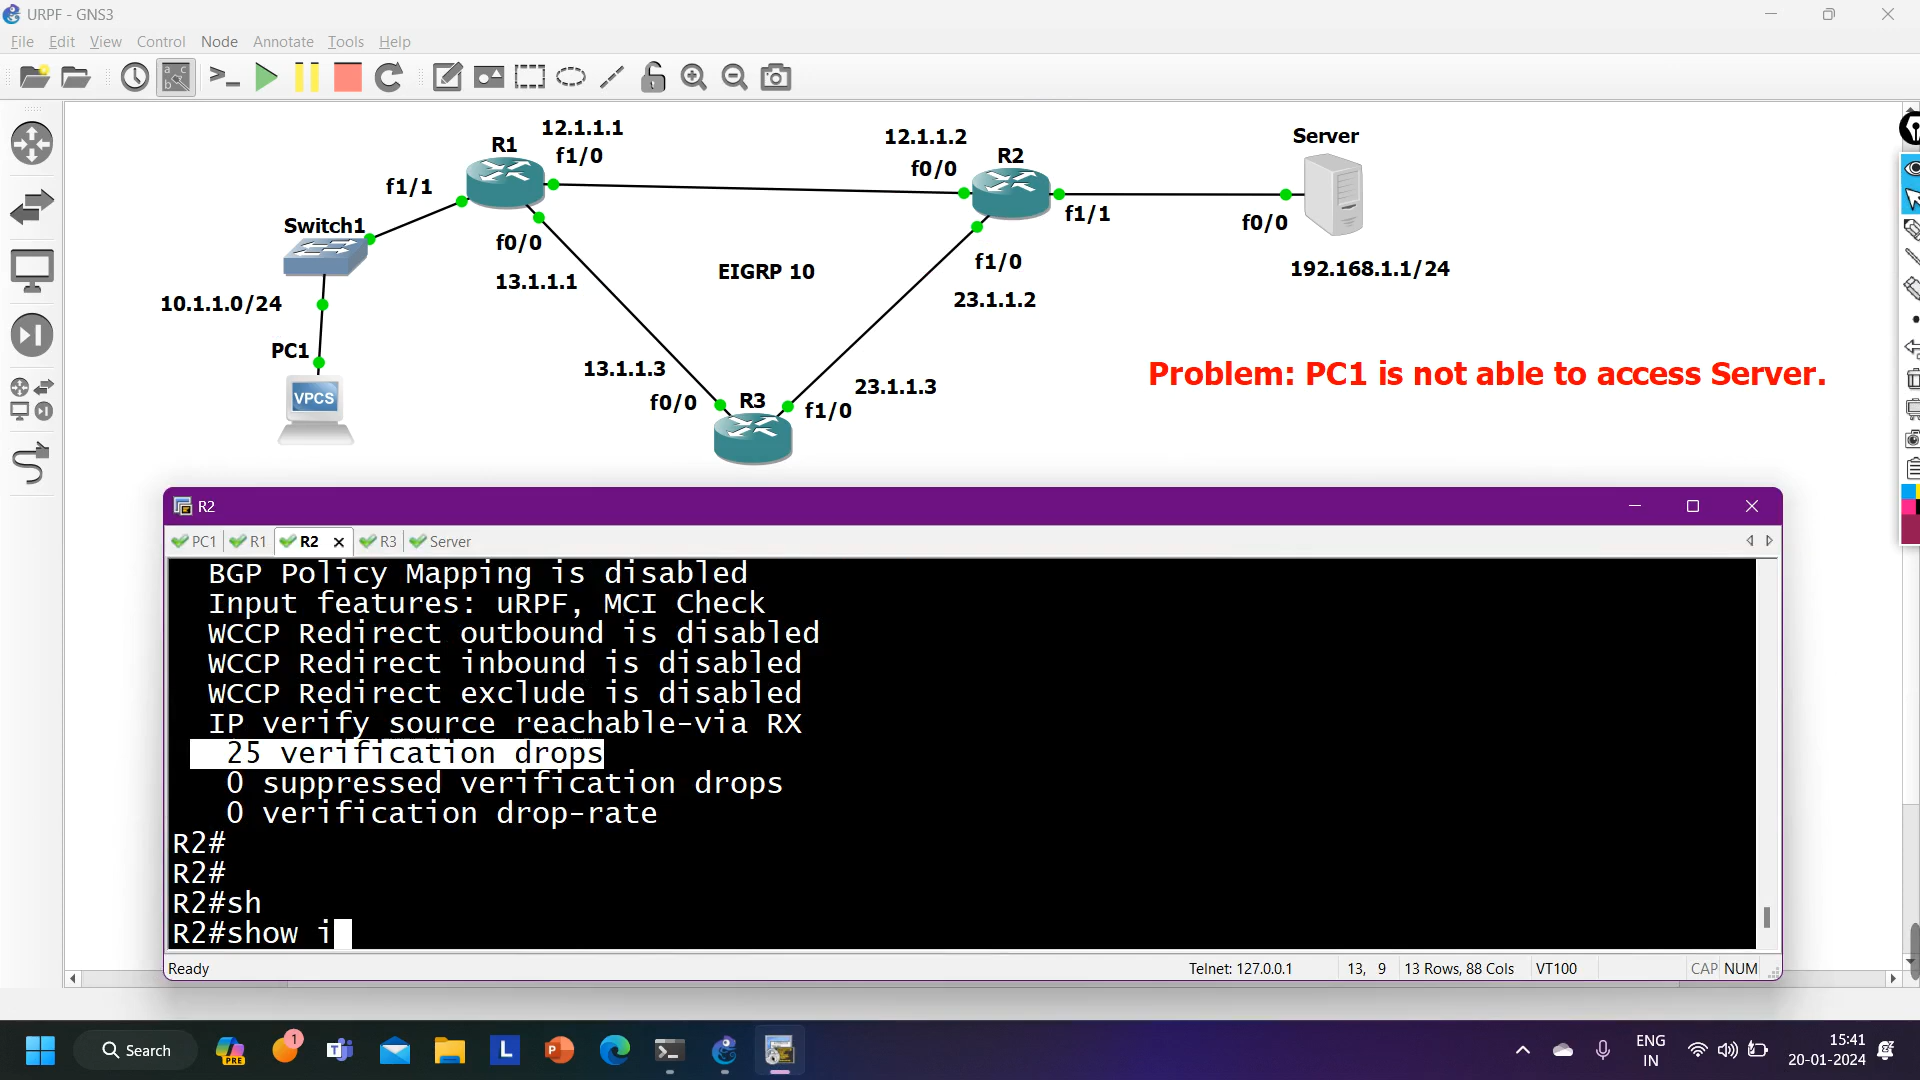 URPF - GNS3
File Edit View Control Node Annotate Tools Help
12.1.1.1
R1
f1/0
12.1.1.2
f0/0
R2
Server
f1/1
Switch1
f1/1
f0/0
f0/0
13.1.1.1
EIGRP 10
f1/0
192.168.1.1/24
10.1.1.0/24
23.1.1.2
PC1
VPCS
13.1.1.3
f0/0
R3
23.1.1.3
f1/0
Problem: PC1 is not able to access Server.
R2
PC1 R1 R2 R3 Server
BGP Policy Mapping is disabled
Input features: uRPF, MCI Check
WCCP Redirect outbound is disabled
WCCP Redirect inbound is disabled
WCCP Redirect exclude is disabled
IP verify source reachable-via RX
25 verification drops
0 suppressed verification drops
0 verification drop-rate
R2#
R2#
R2#sh
R2#show i
Ready Telnet: 127.0.0.1 13, 9 13 Rows, 88 Cols VT100 CAP NUM
Search
PRE
1
L
P
ENG
IN
15:41
20-01-2024